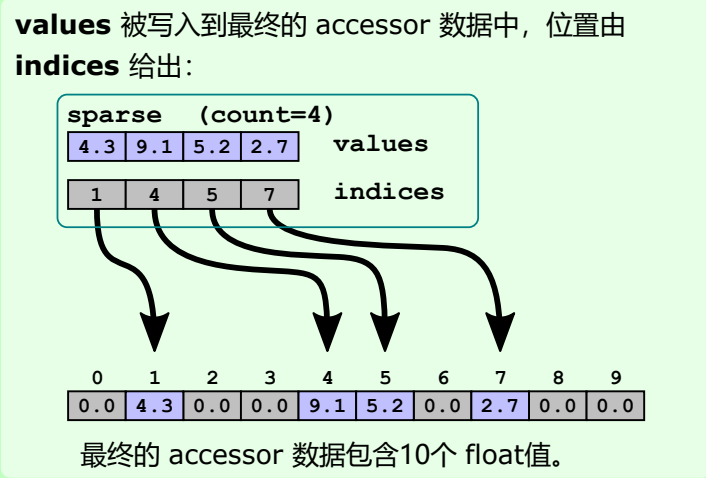 values 被写入到最终的 accessor 数据中，位置由
indices 给出：
sparse (count=4)
4.3 9.1 5.2 2.7 values
1 4 5 7 indices
0 1 2 3 4 5 6 7 8 9
0.0 4.3 0.0 0.0 9.1 5.2 0.0 2.7 0.0 0.0
最终的 accessor 数据包含10个 float值。